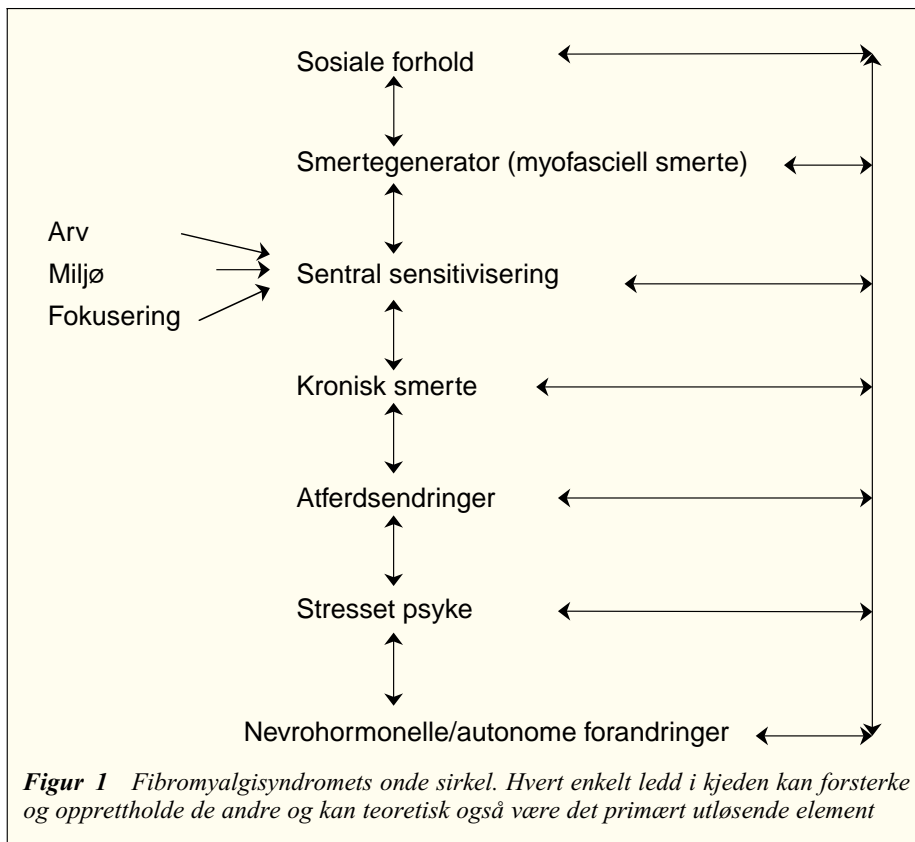 Sosiale forhold
Smertegenerator (myofasciell smerte)
Arv
Miljø
Sentral sensitivisering
Fokusering
Kronisk smerte
Atferdsendringer
Stresset psyke
Nevrohormonelle/autonome forandringer
Figur 1 Fibromyalgisyndromets onde sirkel. Hvert enkelt ledd i kjeden kan forsterke
og opprettholde de andre og kan teoretisk også være det primært utløsende element